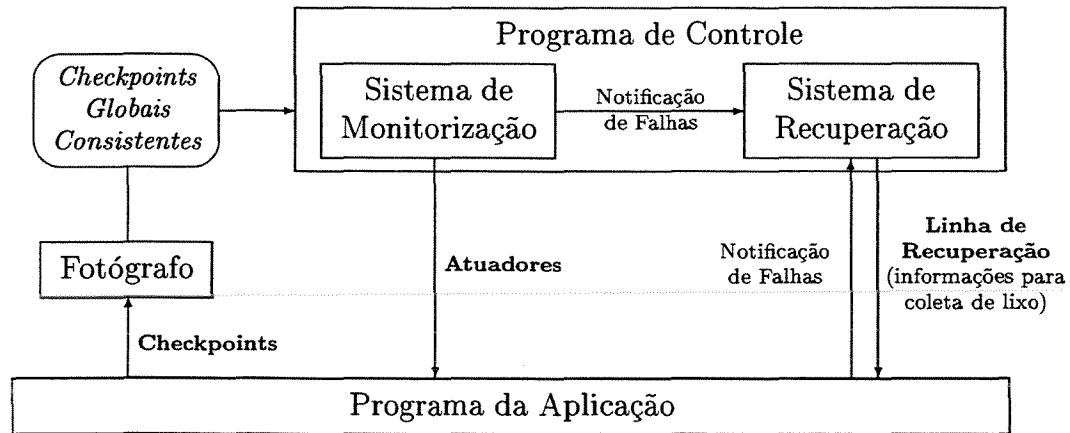 Programa de Controle
Checkpoints
Globais
Consistentes
Sistema de
Monitorização
Notificação
de Falhas
Sistema de
Recuperação
Fotógrafo
Atuadores
Notificação
de Falhas
Linha de
Recuperação
(informações para
coleta de lixo)
Checkpoints
Programa da Aplicação